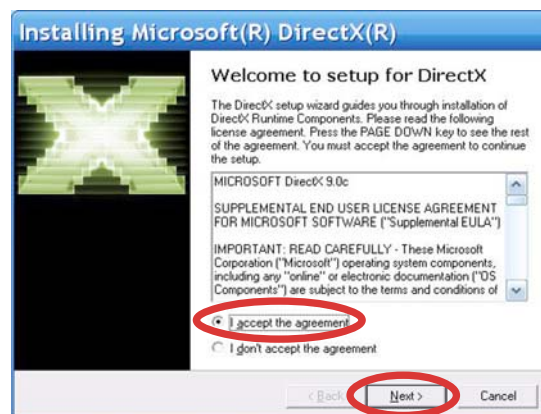 Installing Microsoft(R) DirectX(R)
Welcome to setup for DirectX
The DirectX setup wizard guides you through installation of
DirectX Runtime Components. Please read the following
license agreement. Press the PAGE DOWN key to see the rest
of the agreement. You must accept the agreement to continue
the setup.
MICROSOFT DirectX 9.0c
SUPPLEMENTAL END USER LICENSE AGREEMENT
FOR MICROSOFT SOFTWARE ("Supplemental EULA")
IMPORTANT: READ CAREFULLY - These Microsoft
Corporation ("Microsoft") operating system components,
including any "online" or electronic documentation ("OS
Components") are subject to the terms and conditions of
I accept the agreement
I don't accept the agreement
< Back
Next >
Cancel